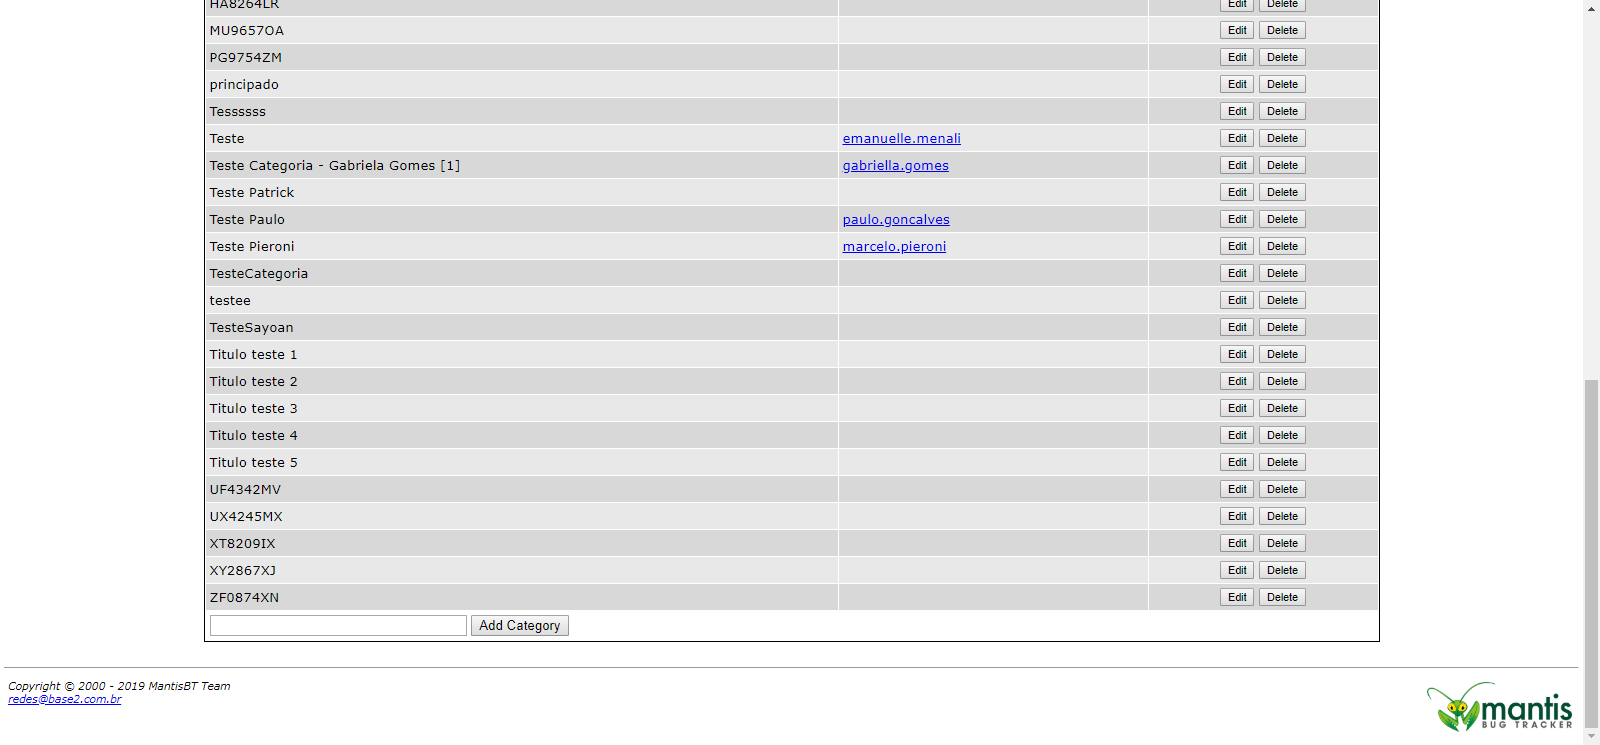 HA8264LR Edit Delete
MU9657OA Edit Delete
PG9754ZM Edit Delete
principado Edit Delete
Tessssss Edit Delete
Teste emanuelle.menali Edit Delete
Teste Categoria - Gabriela Gomes [1] gabriella.gomes Edit Delete
Teste Patrick Edit Delete
Teste Paulo paulo.goncalves Edit Delete
Teste Pieroni marcelo.pieroni Edit Delete
TesteCategoria Edit Delete
testee Edit Delete
TesteSayoan Edit Delete
Titulo teste 1 Edit Delete
Titulo teste 2 Edit Delete
Titulo teste 3 Edit Delete
Titulo teste 4 Edit Delete
Titulo teste 5 Edit Delete
UF4342MV Edit Delete
UX4245MX Edit Delete
XT8209IX Edit Delete
XY2867XJ Edit Delete
ZF0874XN Edit Delete
Add Category
Copyright © 2000 - 2019 MantisBT Team
redes@base2.com.br
mantis
BUG TRACKER